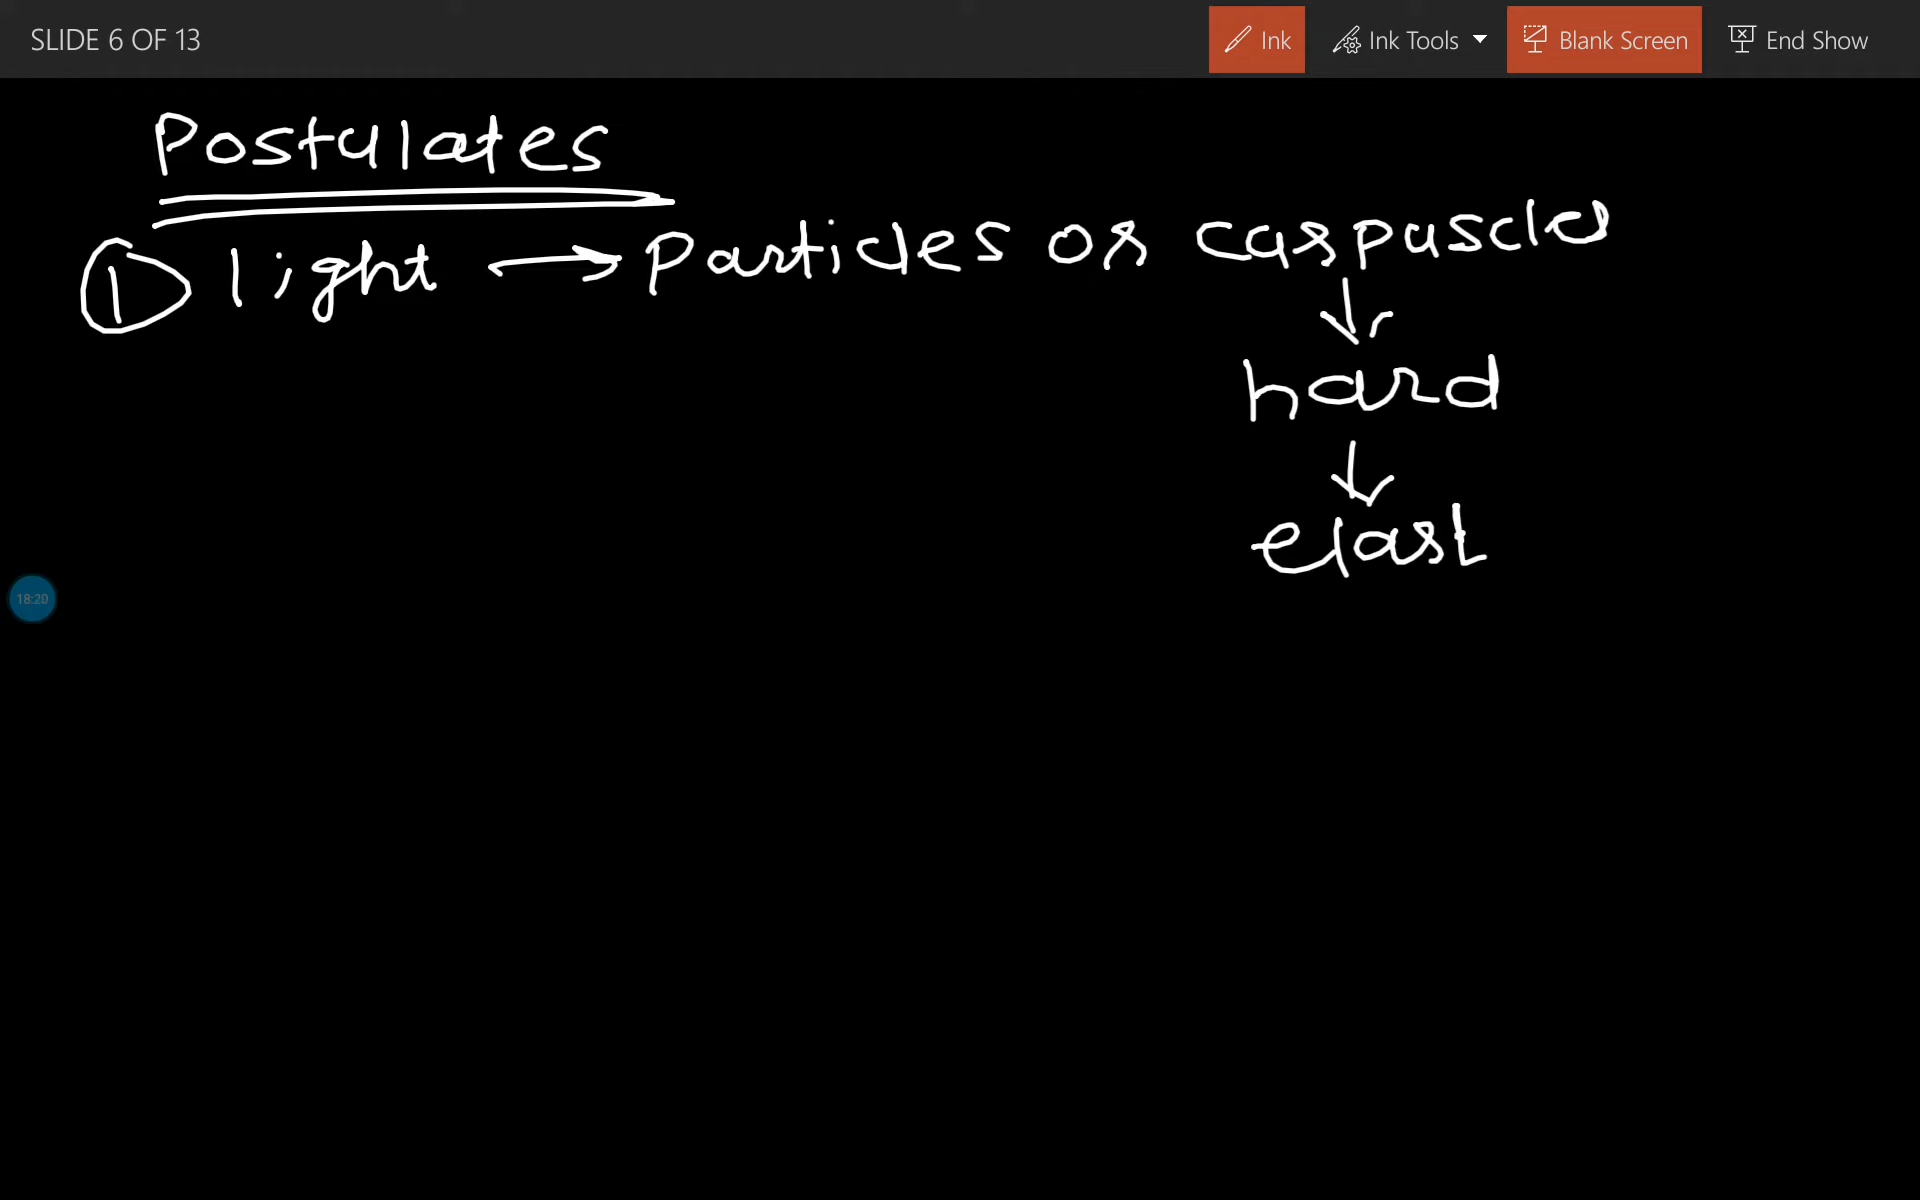 SLIDE 6 OF 13
Ink
Ink Tools
Blank Screen
End Show
Postulates
① light → Particles or carpuscles
hard
elast
18:20